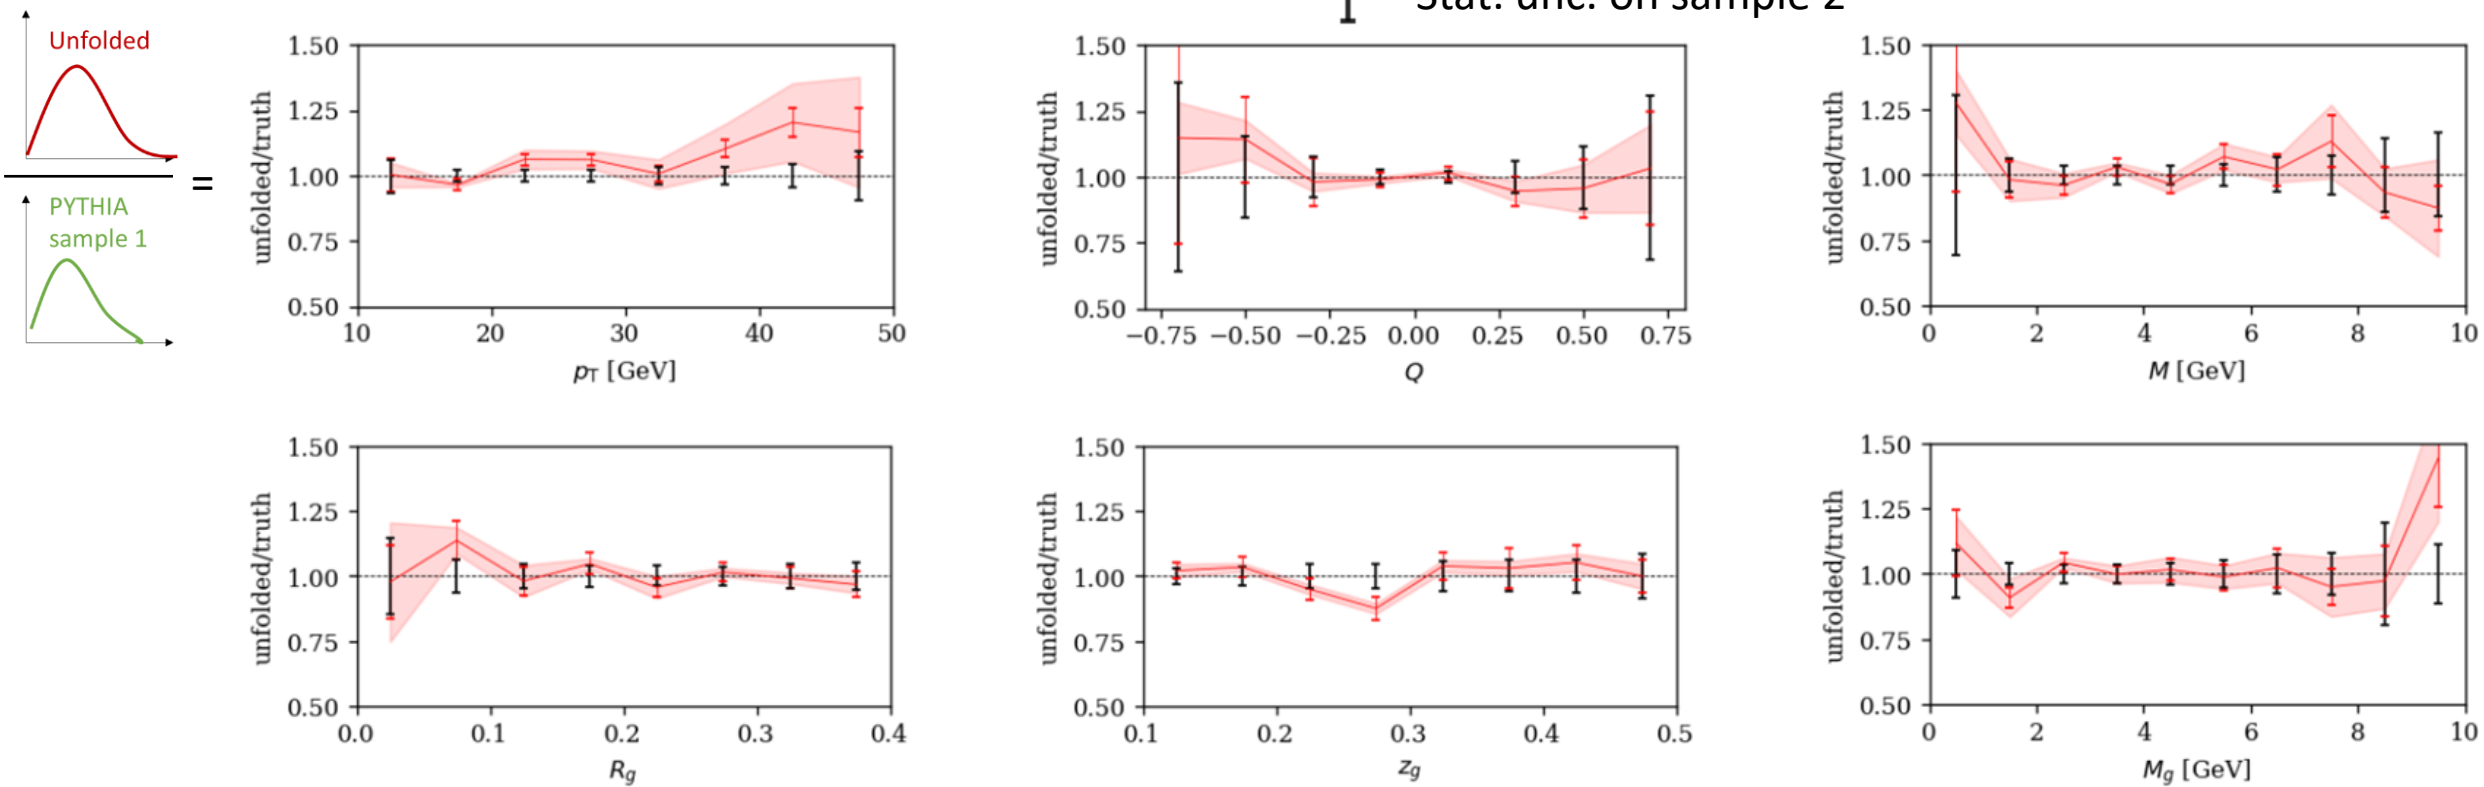 Stat. unc. on sample 2
Unfolded
PYTHIA
sample 1
=
unfolded/truth
1.50
1.25
1.00
0.75
0.50
10 20 30 40 50
pT [GeV]
unfolded/truth
1.50
1.25
1.00
0.75
0.50
−0.75 −0.50 −0.25 0.00 0.25 0.50 0.75
Q
unfolded/truth
1.50
1.25
1.00
0.75
0.50
0 2 4 6 8 10
M [GeV]
unfolded/truth
1.50
1.25
1.00
0.75
0.50
0.0 0.1 0.2 0.3 0.4
Rg
unfolded/truth
1.50
1.25
1.00
0.75
0.50
0.1 0.2 0.3 0.4 0.5
zg
unfolded/truth
1.50
1.25
1.00
0.75
0.50
0 2 4 6 8 10
Mg [GeV]